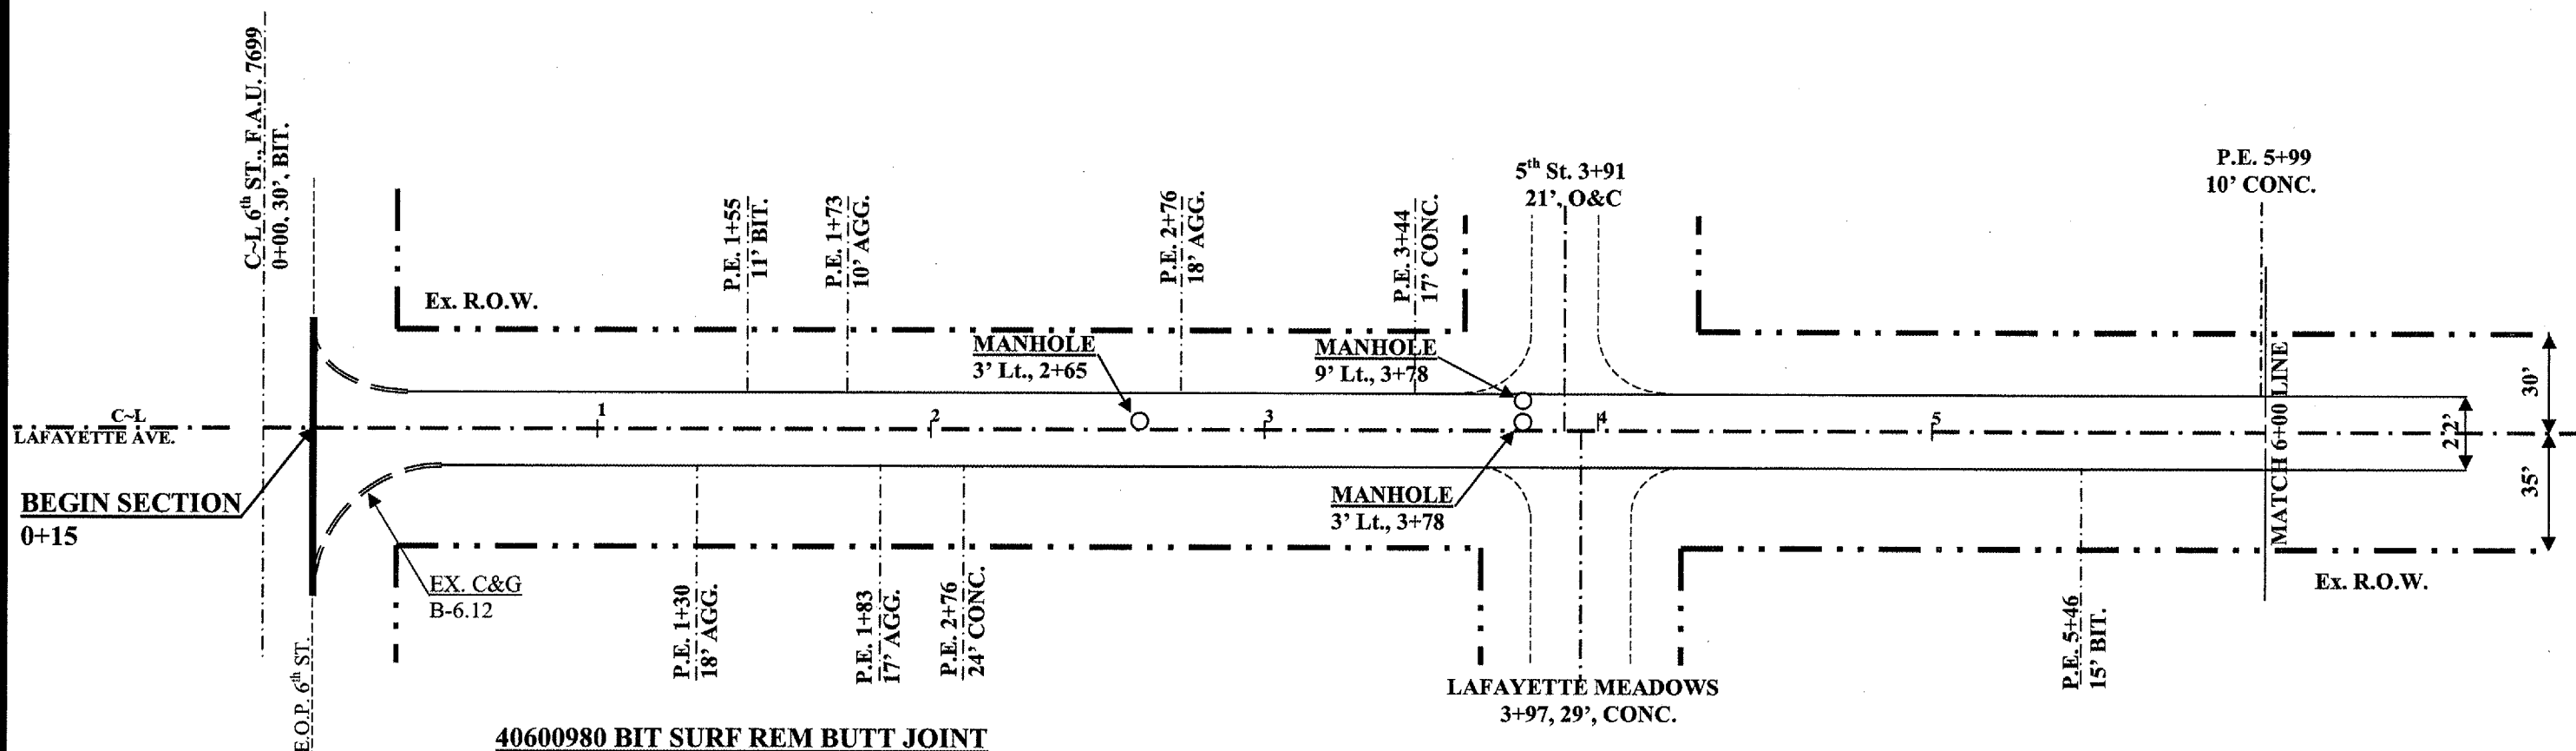 C~L 6th ST., F.A.U. 7699
0+00, 30', BIT.
P.E. 1+55
11' BIT.
P.E. 1+73
10' AGG.
P.E. 2+76
18' AGG.
P.E. 3+44
17' CONC.
5th St. 3+91
21', O&C
P.E. 5+99
10' CONC.
Ex. R.O.W.
MANHOLE
3' Lt., 2+65
MANHOLE
9' Lt., 3+78
C~L
LAFAYETTE AVE.
1
2
3
4
5
MATCH 6+00 LINE
22'
30'
35'
BEGIN SECTION
0+15
MANHOLE
3' Lt., 3+78
EX. C&G
B-6.12
P.E. 1+30
18' AGG.
P.E. 1+83
17' AGG.
P.E. 2+76
24' CONC.
Ex. R.O.W.
P.E. 5+46
15' BIT.
E.O.P. 6th ST.
LAFAYETTE MEADOWS
3+97, 29', CONC.
40600980 BIT SURF REM BUTT JOINT